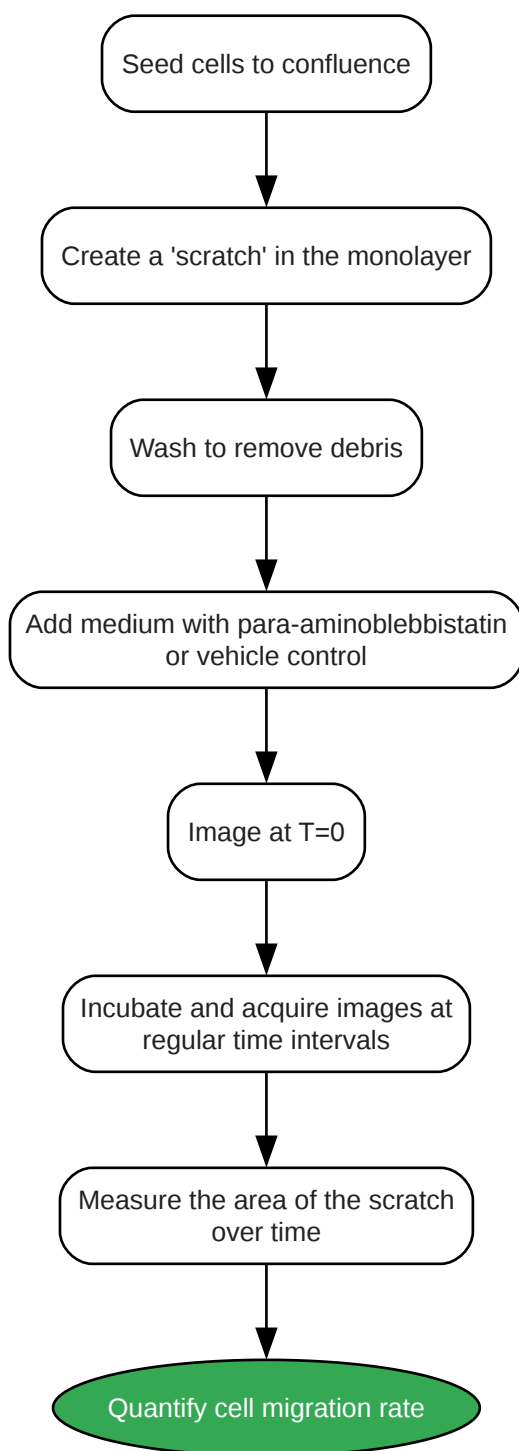 Seed cells to confluence
Create a 'scratch' in the monolayer
Wash to remove debris
Add medium with para-aminoblebbistatin
or vehicle control
Image at T=0
Incubate and acquire images at
regular time intervals
Measure the area of the scratch
over time
Quantify cell migration rate